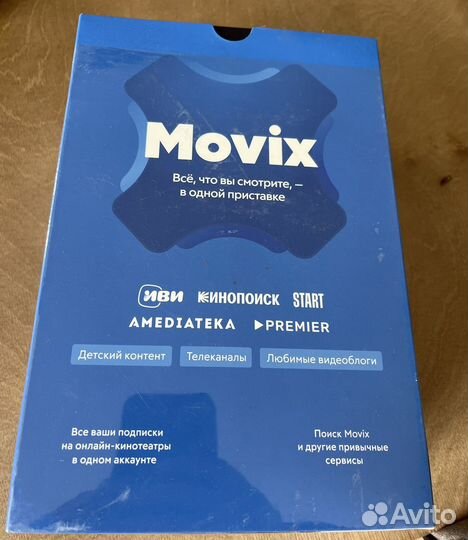 Movix
Всё, что вы смотрите, —
в одной приставке
иви КИНОПОИСК START
AMEDIATEKA PREMIER
Детский контент Телеканалы Любимые видеоблоги
Все ваши подписки
на онлайн-кинотеатры
в одном аккаунте
Поиск Movix
и другие привычные
сервисы
Avito